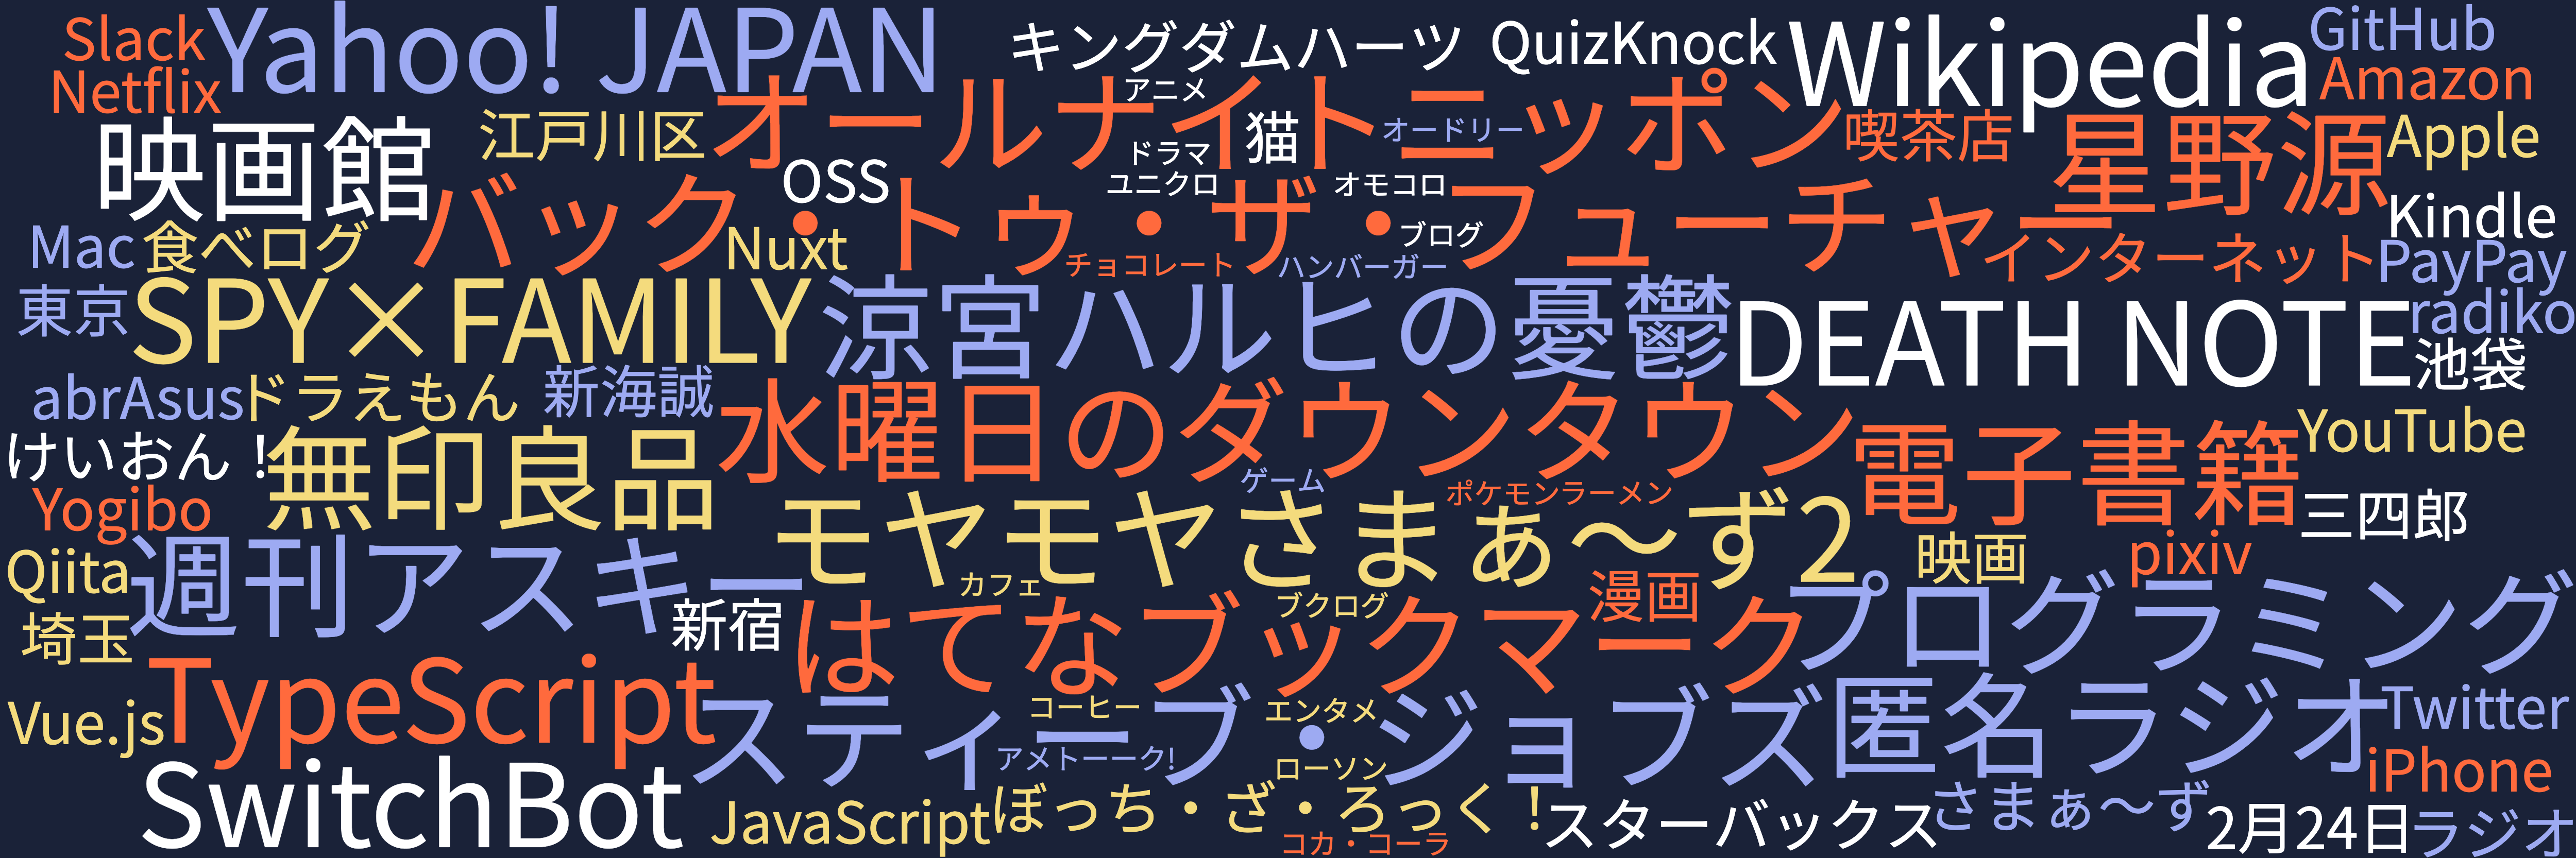 Slack
Yahoo! JAPAN
キングダムハーツ
QuizKnock
Wikipedia
GitHub
Netflix
Amazon
アニメ
映画館
江戸川区
オールナイトニッポン
猫
オードリー
喫茶店
星野源
Apple
OSS
ドラマ
ユニクロ
オモコロ
バック・トゥ・ザ・フューチャー
Kindle
Mac
食べログ
Nuxt
ブログ
チョコレート
ハンバーガー
インターネット
PayPay
東京
SPY×FAMILY
涼宮ハルヒの憂鬱
DEATH NOTE
radiko
池袋
abrAsus
ドラえもん
新海誠
水曜日のダウンタウン
YouTube
けいおん！
無印良品
電子書籍
Yogibo
ゲーム
ポケモンラーメン
モヤモヤさまぁ〜ず2
三四郎
Qiita
週刊アスキー
カフェ
映画
pixiv
埼玉
新宿
はてなブックマーク
ブクログ
漫画
プログラミング
Vue.js
TypeScript
スティーブ・ジョブズ
コーヒー
エンタメ
匿名ラジオ
Twitter
アメトーーク!
ローソン
iPhone
SwitchBot
JavaScript
ぼっち・ざ・ろっく！
コカ・コーラ
スターバックス
さまぁ〜ず
2月24日
ラジオ